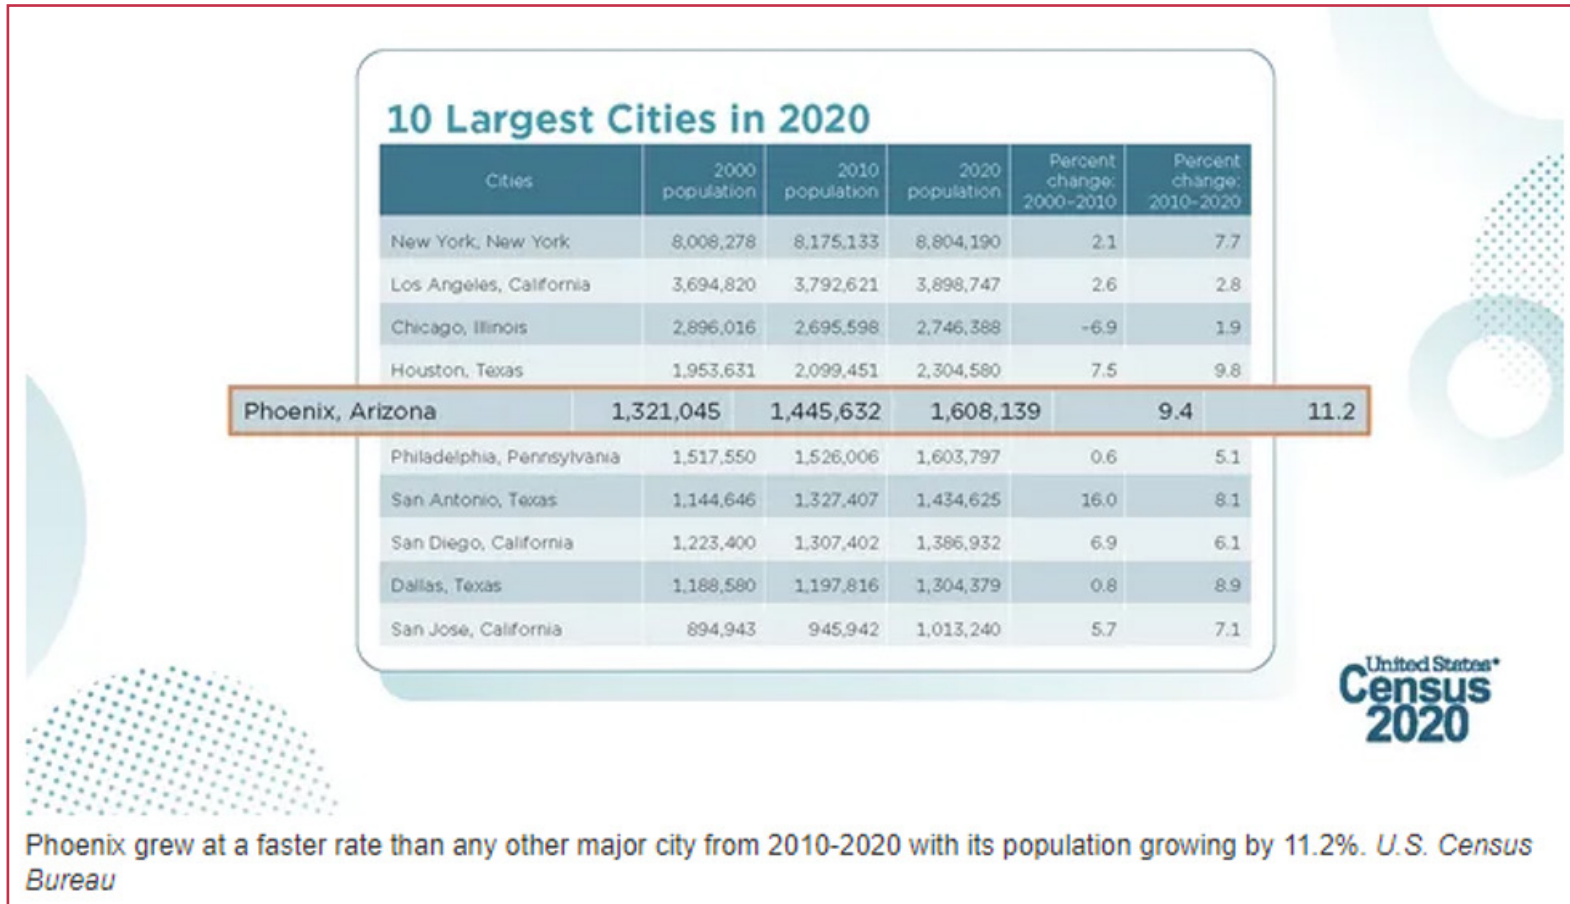 10 Largest Cities in 2020
Cities 2000 population 2010 population 2020 population Percent change: 2000-2010 Percent change: 2010-2020
New York, New York 8,008,278 8,175,133 8,804,190 2.1 7.7
Los Angeles, California 3,694,820 3,792,621 3,898,747 2.6 2.8
Chicago, Illinois 2,896,016 2,695,598 2,746,388 -6.9 1.9
Houston, Texas 1,953,631 2,099,451 2,304,580 7.5 9.8
Phoenix, Arizona 1,321,045 1,445,632 1,608,139 9.4 11.2
Philadelphia, Pennsylvania 1,517,550 1,526,006 1,603,797 0.6 5.1
San Antonio, Texas 1,144,646 1,327,407 1,434,625 16.0 8.1
San Diego, California 1,223,400 1,307,402 1,386,932 6.9 6.1
Dallas, Texas 1,188,580 1,197,816 1,304,379 0.8 8.9
San Jose, California 894,943 945,942 1,013,240 5.7 7.1
United States*
Census
2020
Phoenix grew at a faster rate than any other major city from 2010-2020 with its population growing by 11.2%. U.S. Census
Bureau